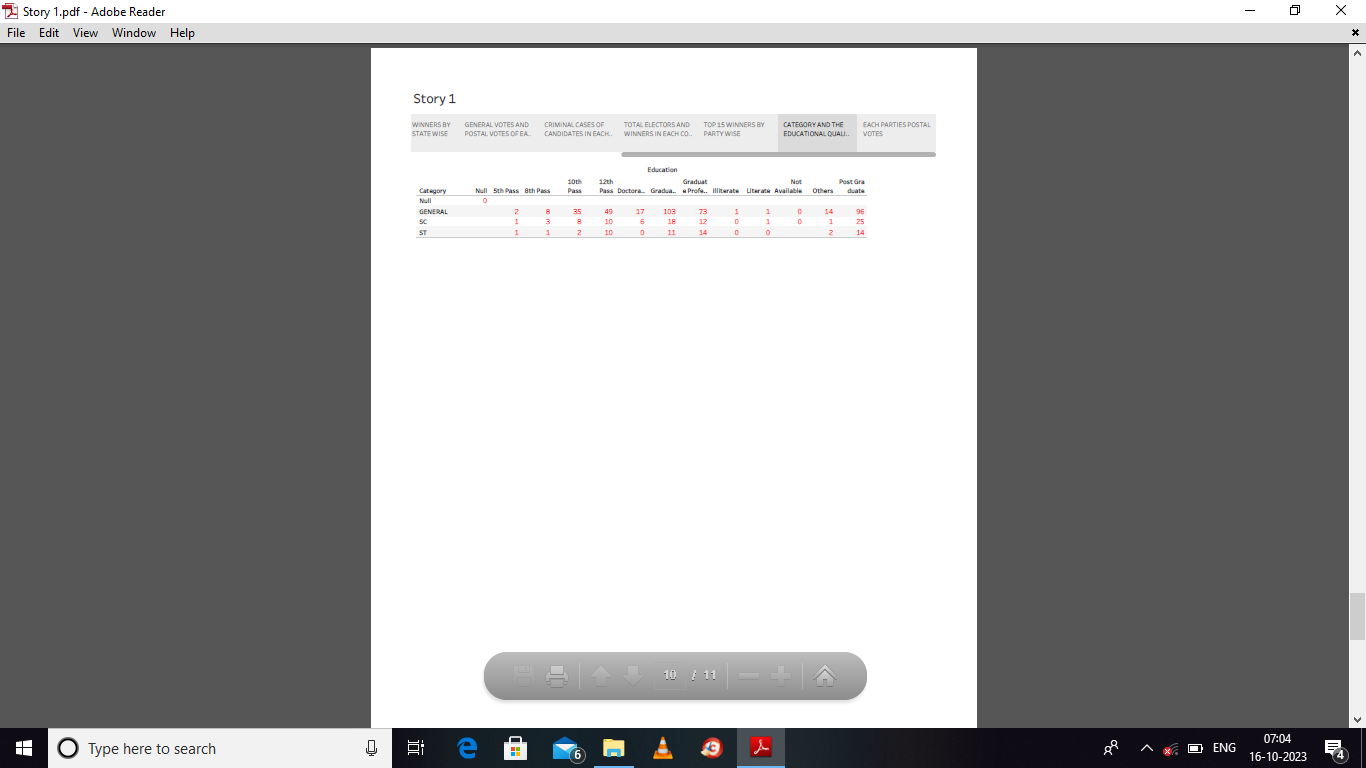 Story 1.pdf - Adobe Reader
File Edit View Window Help
Story 1
WINNERS BY STATE WISE
GENERAL VOTES AND POSTAL VOTES OF EA..
CRIMINAL CASES OF CANDIDATES IN EACH..
TOTAL ELECTORS AND WINNERS IN EACH CO..
TOP 15 WINNERS BY PARTY WISE
CATEGORY AND THE EDUCATIONAL QUALI..
EACH PARTIES POSTAL VOTES
Education
Category Null 5th Pass 8th Pass 10th Pass 12th Pass Doctora.. Gradua.. Graduat e Profe.. Illiterate Literate Not Available Others Post Gra duate
Null 0
GENERAL 2 8 35 49 17 103 73 1 1 0 14 96
SC 1 3 8 10 6 18 12 0 1 0 1 25
ST 1 1 2 10 0 11 14 0 0 2 14
10 / 11
Type here to search
6
ENG
07:04
16-10-2023
4